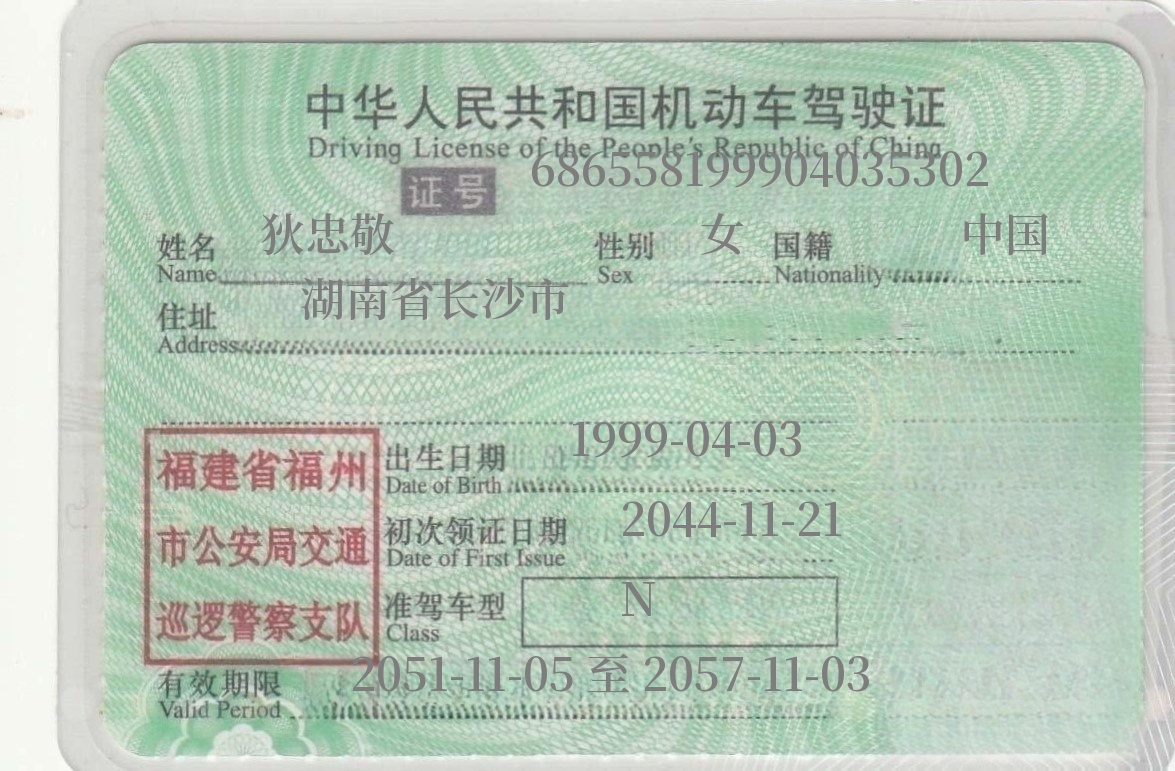 中华人民共和国机动车驾驶证
Driving License of the People's Republic of China
证号 686558199904035302
姓名 狄忠敬 性别 女 国籍 中国
Name Sex Nationality
住址 湖南省长沙市
Address
出生日期 1999-04-03
Date of Birth
初次领证日期 2044-11-21
Date of First Issue
准驾车型 N
Class
福建省福州
市公安局交通
巡逻警察支队
有效期限 2051-11-05 至 2057-11-03
Valid Period